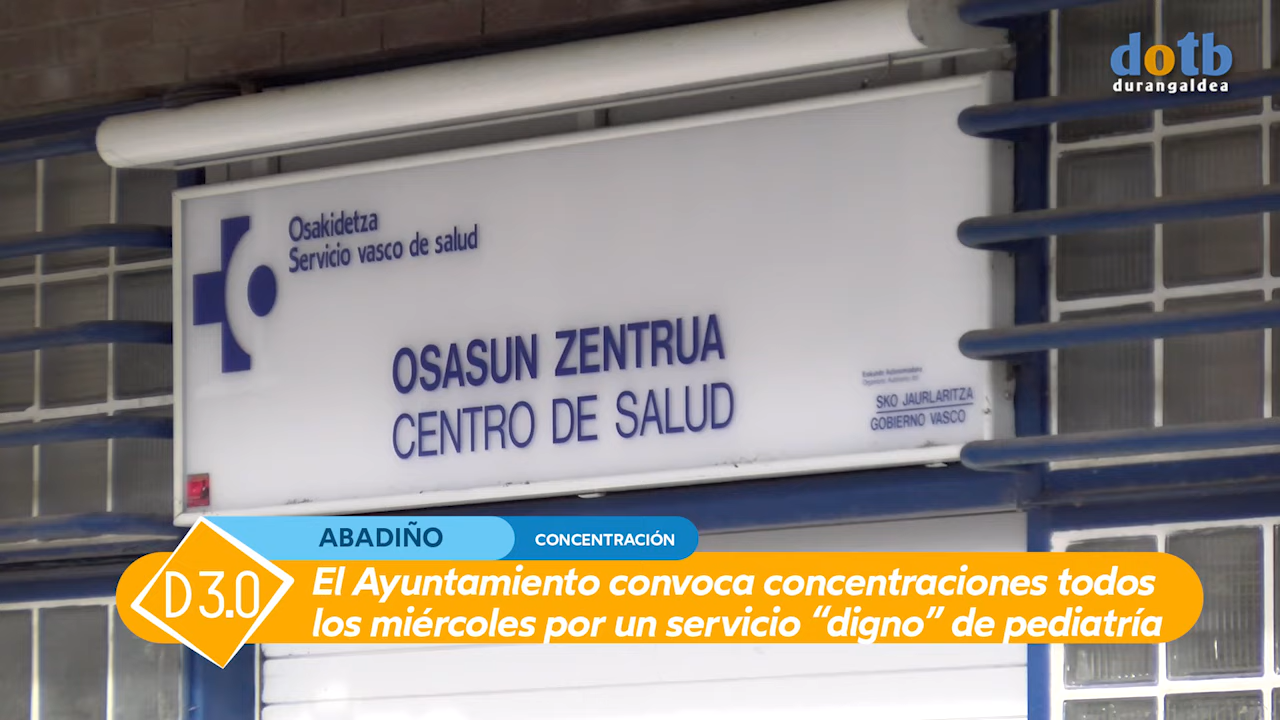 dotb
durangaldea
Osakidetza
Servicio vasco de salud
OSASUN ZENTRUA
CENTRO DE SALUD
SKO JAURLARITZA
GOBIERNO VASCO
ABADIÑO
CONCENTRACIÓN
D3.0
El Ayuntamiento convoca concentraciones todos
los miércoles por un servicio “digno” de pediatría